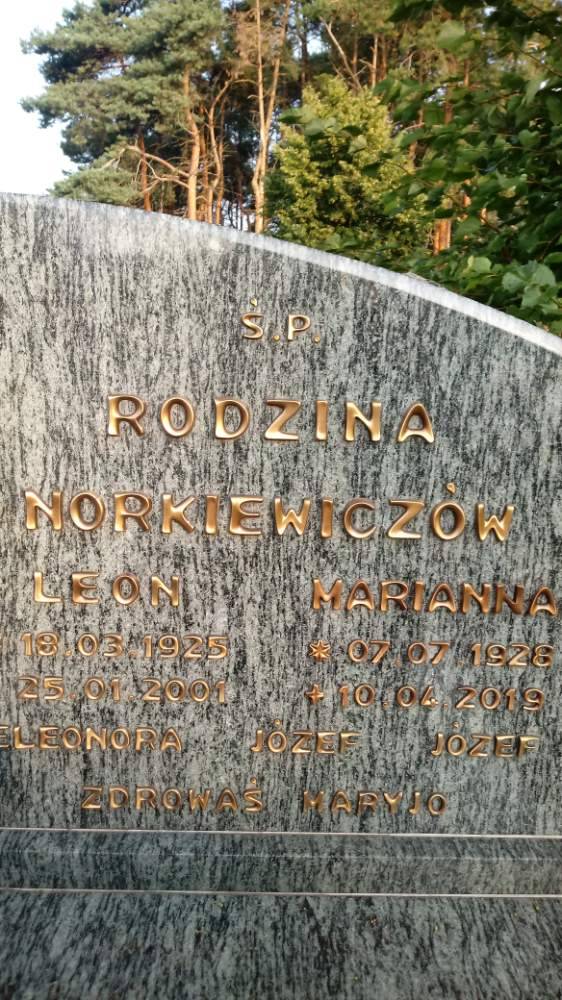 Ś.P.
RODZINA
NORKIEWICZÓW
LEON MARIANNA
18.03.1925 * 07.07.1928
25.01.2001 + 10.04.2019
ELEONORA JÓZEF JÓZEF
ZDROWAŚ MARYJO